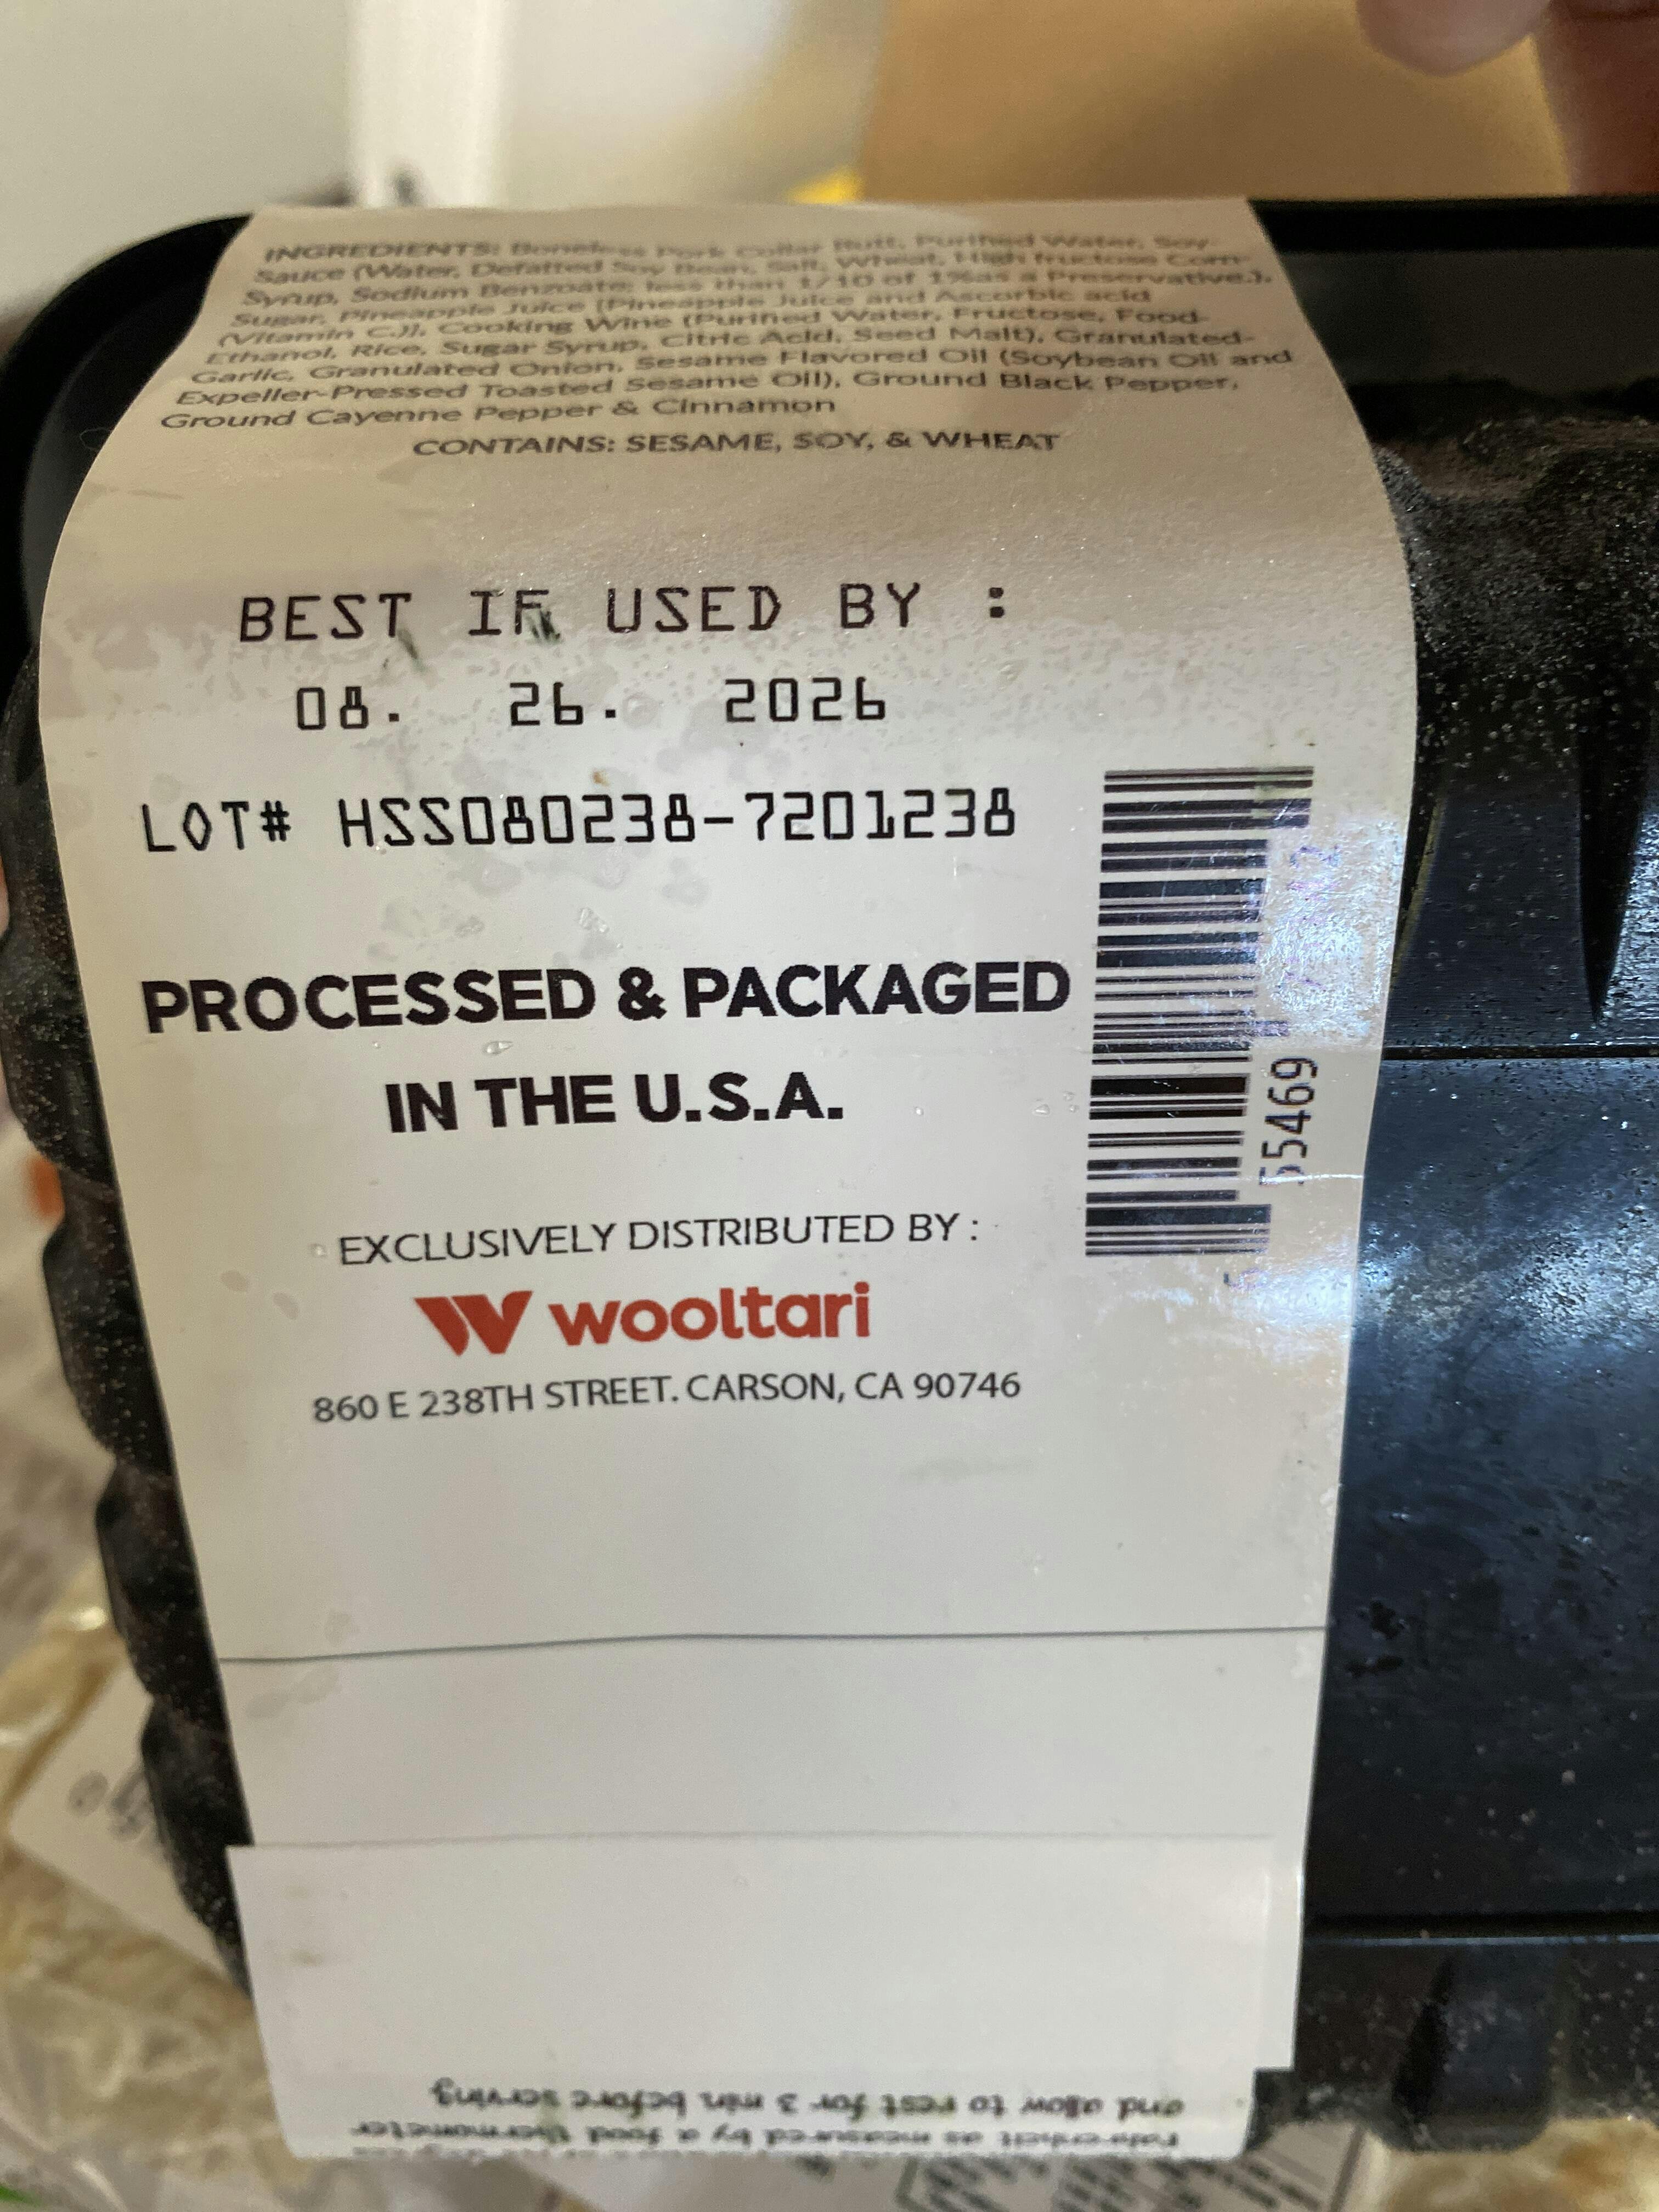 INGREDIENTS: Boneless Pork Collar Butt, Purified Water, Soy-
Sauce (Water, Defatted Soy Bean, Salt, Wheat, High fructose Corn-
Syrup, Sodium Benzoate: less than 1/10 of 1%as a Preservative.),
Sugar, Pineapple Juice (Pineapple Juice and Ascorbic acid
(Vitamin C.)), Cooking Wine (Purified Water, Fructose, Food-
Ethanol, Rice, Sugar Syrup, Citric Acid, Seed Malt), Granulated-
Garlic, Granulated Onion, Sesame Flavored Oil (Soybean Oil and
Expeller-Pressed Toasted Sesame Oil), Ground Black Pepper,
Ground Cayenne Pepper & Cinnamon
CONTAINS: SESAME, SOY, & WHEAT
BEST IF USED BY :
08. 26. 2026
LOT# HSS080238-7201238
PROCESSED & PACKAGED
IN THE U.S.A.
55469
EXCLUSIVELY DISTRIBUTED BY :
wooltari
860 E 238TH STREET. CARSON, CA 90746
as measured by a food thermometer
and allow to rest for 3 min before serving